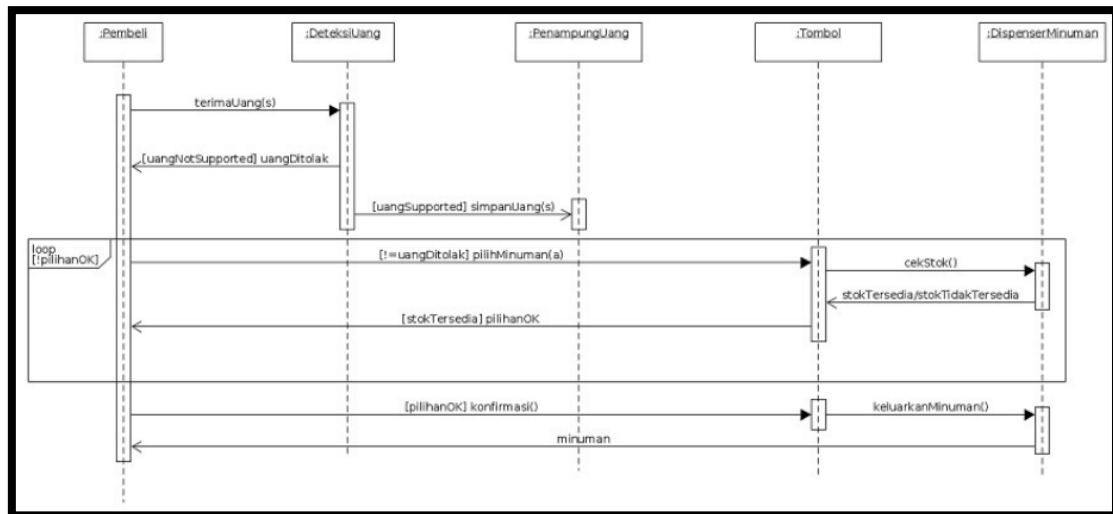 :Pembeli
:DeteksiUang
:PenampungUang
:Tombol
:DispenserMinuman
terimaUang(s)
[uangNotSupported] uangDitolak
[uangSupported] simpanUang(s)
loop
[!pilihanOK]
[!=uangDitolak] pilihMinuman(a)
cekStok()
stokTersedia/stokTidakTersedia
[stokTersedia] pilihanOK
[pilihanOK] konfirmasi()
keluarkanMinuman()
minuman